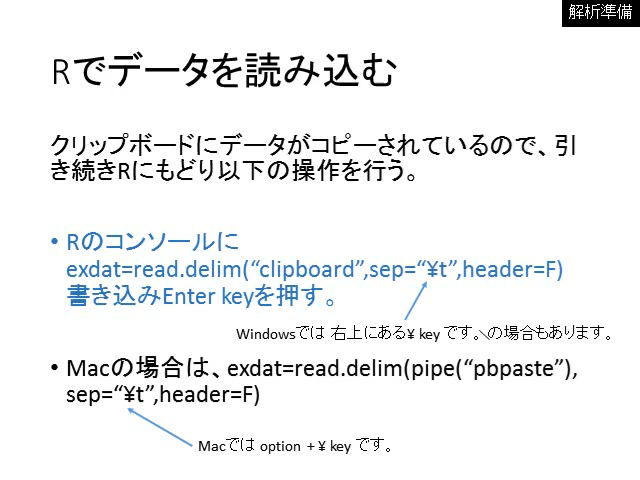 解析準備
Rでデータを読み込む
クリップボードにデータがコピーされているので、引
き続きRにもどり以下の操作を行う。
• Rのコンソールに
exdat=read.delim(“clipboard”,sep=“¥t”,header=F)
書き込みEnter keyを押す。
Windowsでは 右上にある¥ key です。\の場合もあります。
• Macの場合は、exdat=read.delim(pipe(“pbpaste”),
sep=“¥t”,header=F)
Macでは option + ¥ key です。